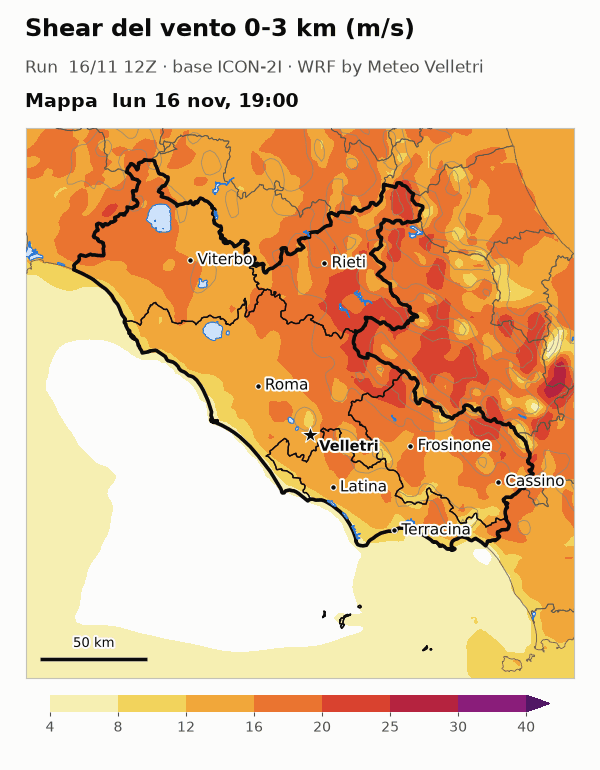 Shear del vento 0-3 km (m/s)
Run  16/11 12Z · base ICON-2I · WRF by Meteo Velletri
Mappa  lun 16 nov, 19:00
Viterbo
Rieti
Roma
Velletri
Frosinone
Cassino
Latina
Terracina
50 km
4 8 12 16 20 25 30 40